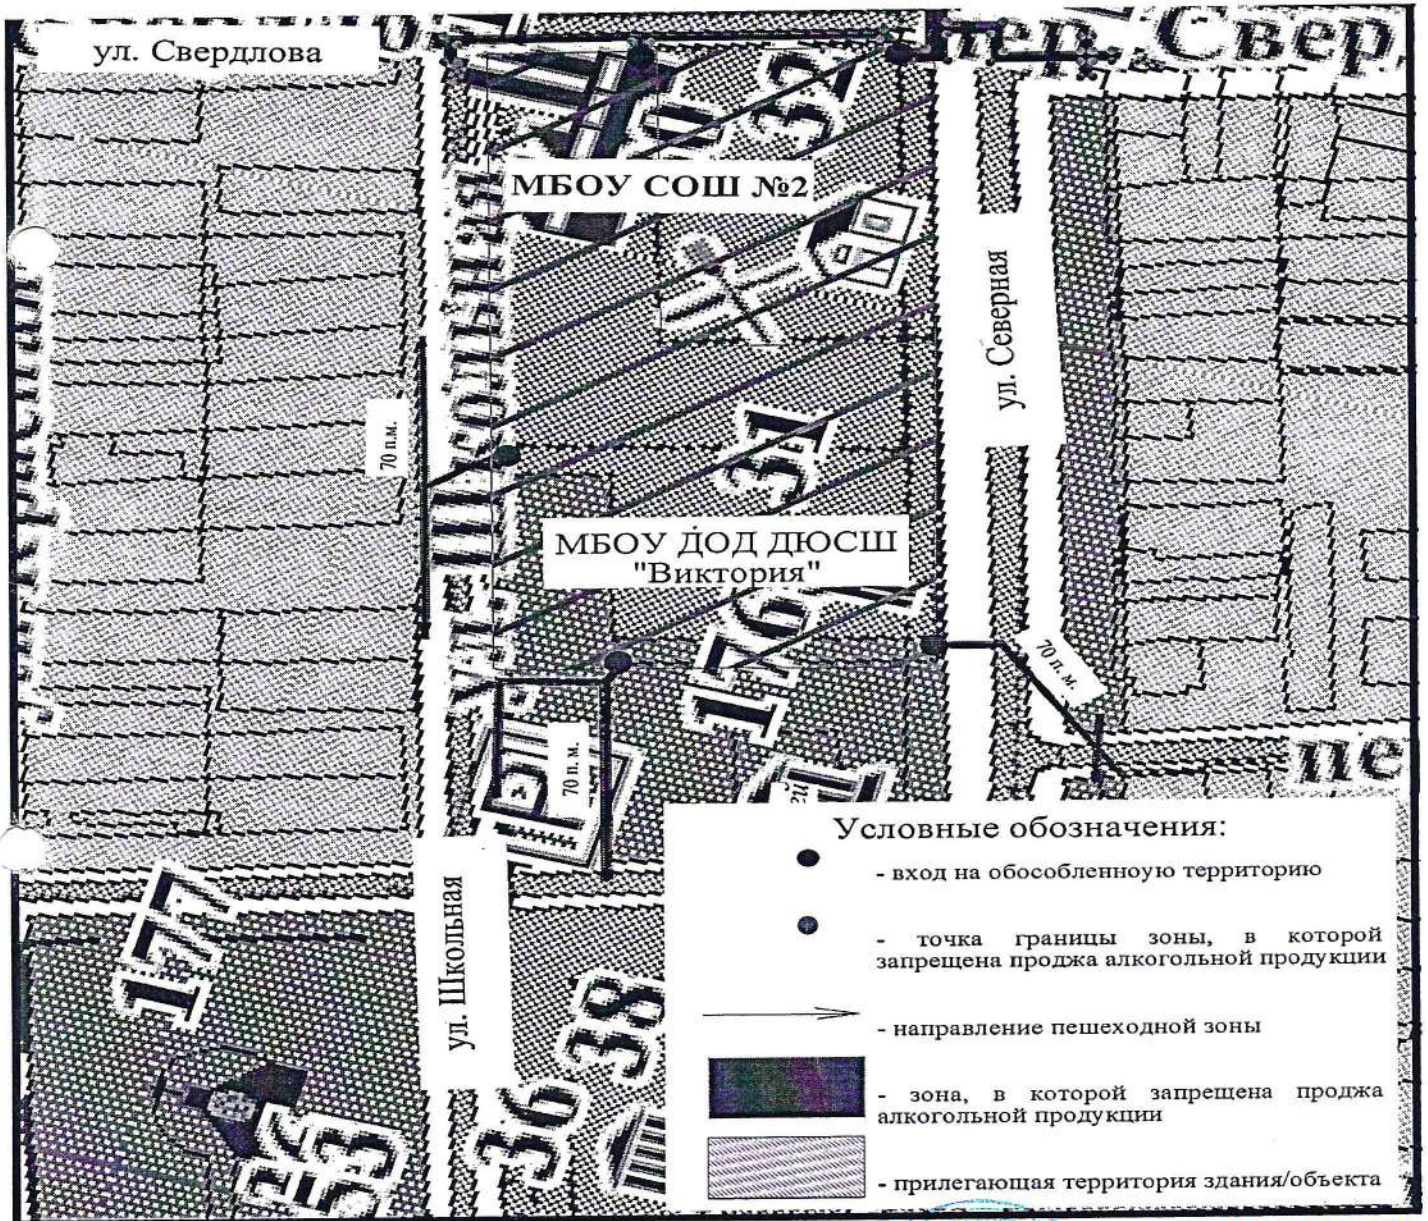 ул. Свердлова
пер. Свер
32
МБОУ СОШ №2
ул. Школьная
ул. Северная
70 п.м.
31
МБОУ ДОД ДЮСШ
"Виктория"
176
70 п. м.
70 п. м.
пе
177
ул. Школьная
38
36
53
Условные обозначения:
- вход на обособленноую территорию
- точка границы зоны, в которой
запрещена проджа алкогольной продукции
- направление пешеходной зоны
- зона, в которой запрещена проджа
алкогольной продукции
- прилегающая территория здания/объекта